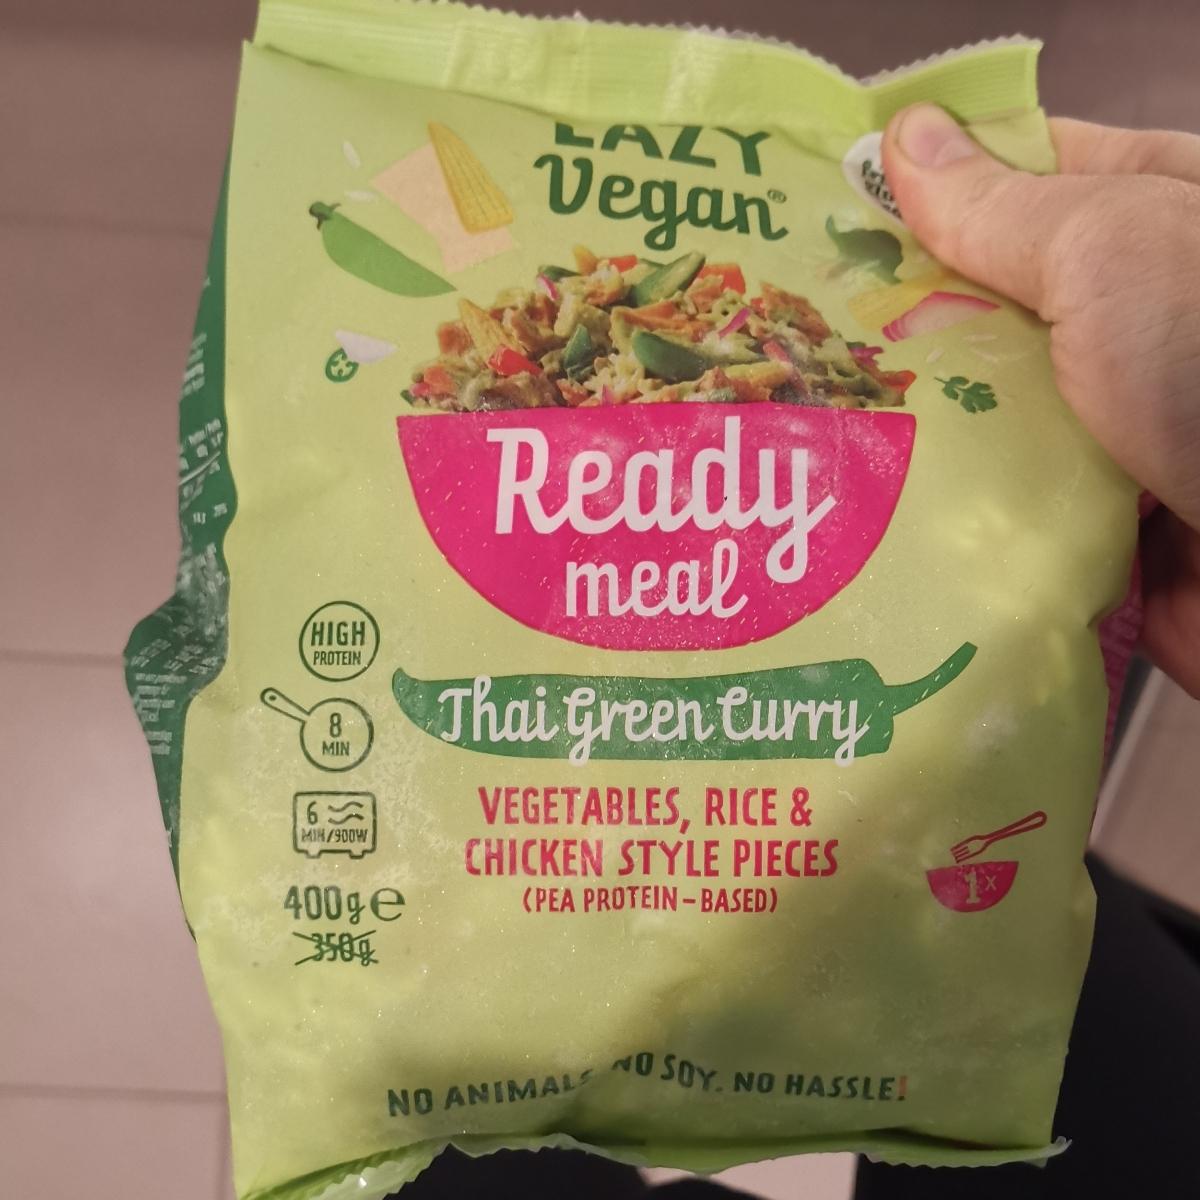 LAZY
Vegan®
Ready
meal
HIGH
PROTEIN
8
MIN
6
MIN/900W
400g e
350g
Thai Green Curry
VEGETABLES, RICE &
CHICKEN STYLE PIECES
(PEA PROTEIN-BASED)
1x
NO ANIMALS. NO SOY. NO HASSLE!